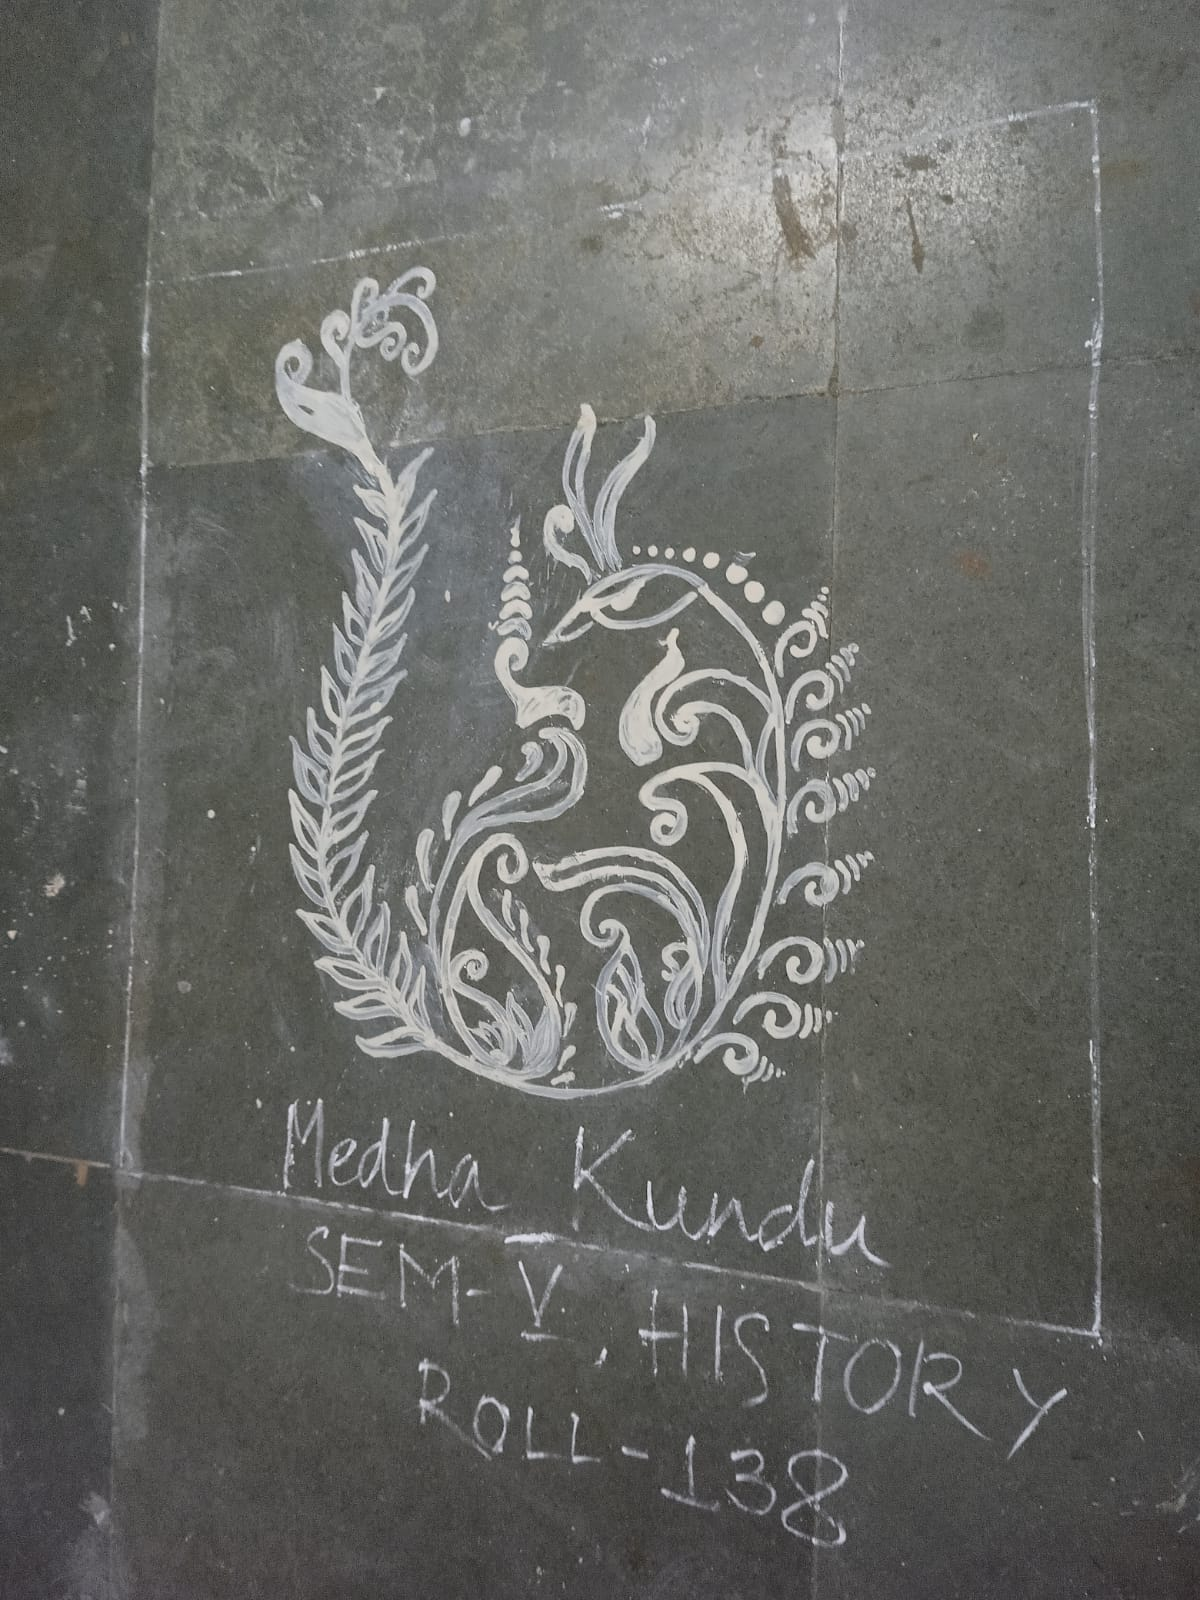 Medha Kundu
SEM-V, HISTORY
ROLL-138